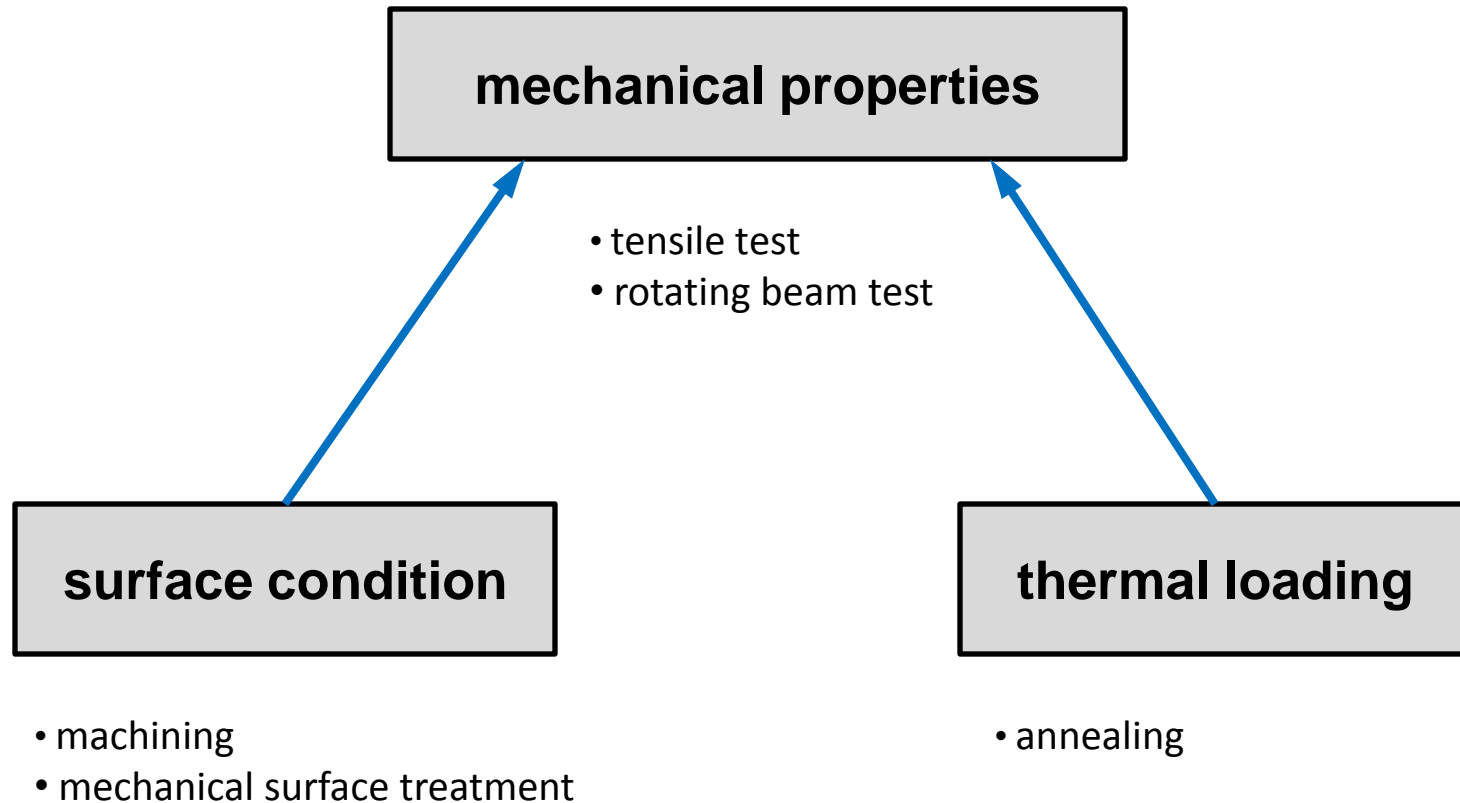 mechanical properties
• tensile test
• rotating beam test
surface condition
thermal loading
• machining
• mechanical surface treatment
• annealing